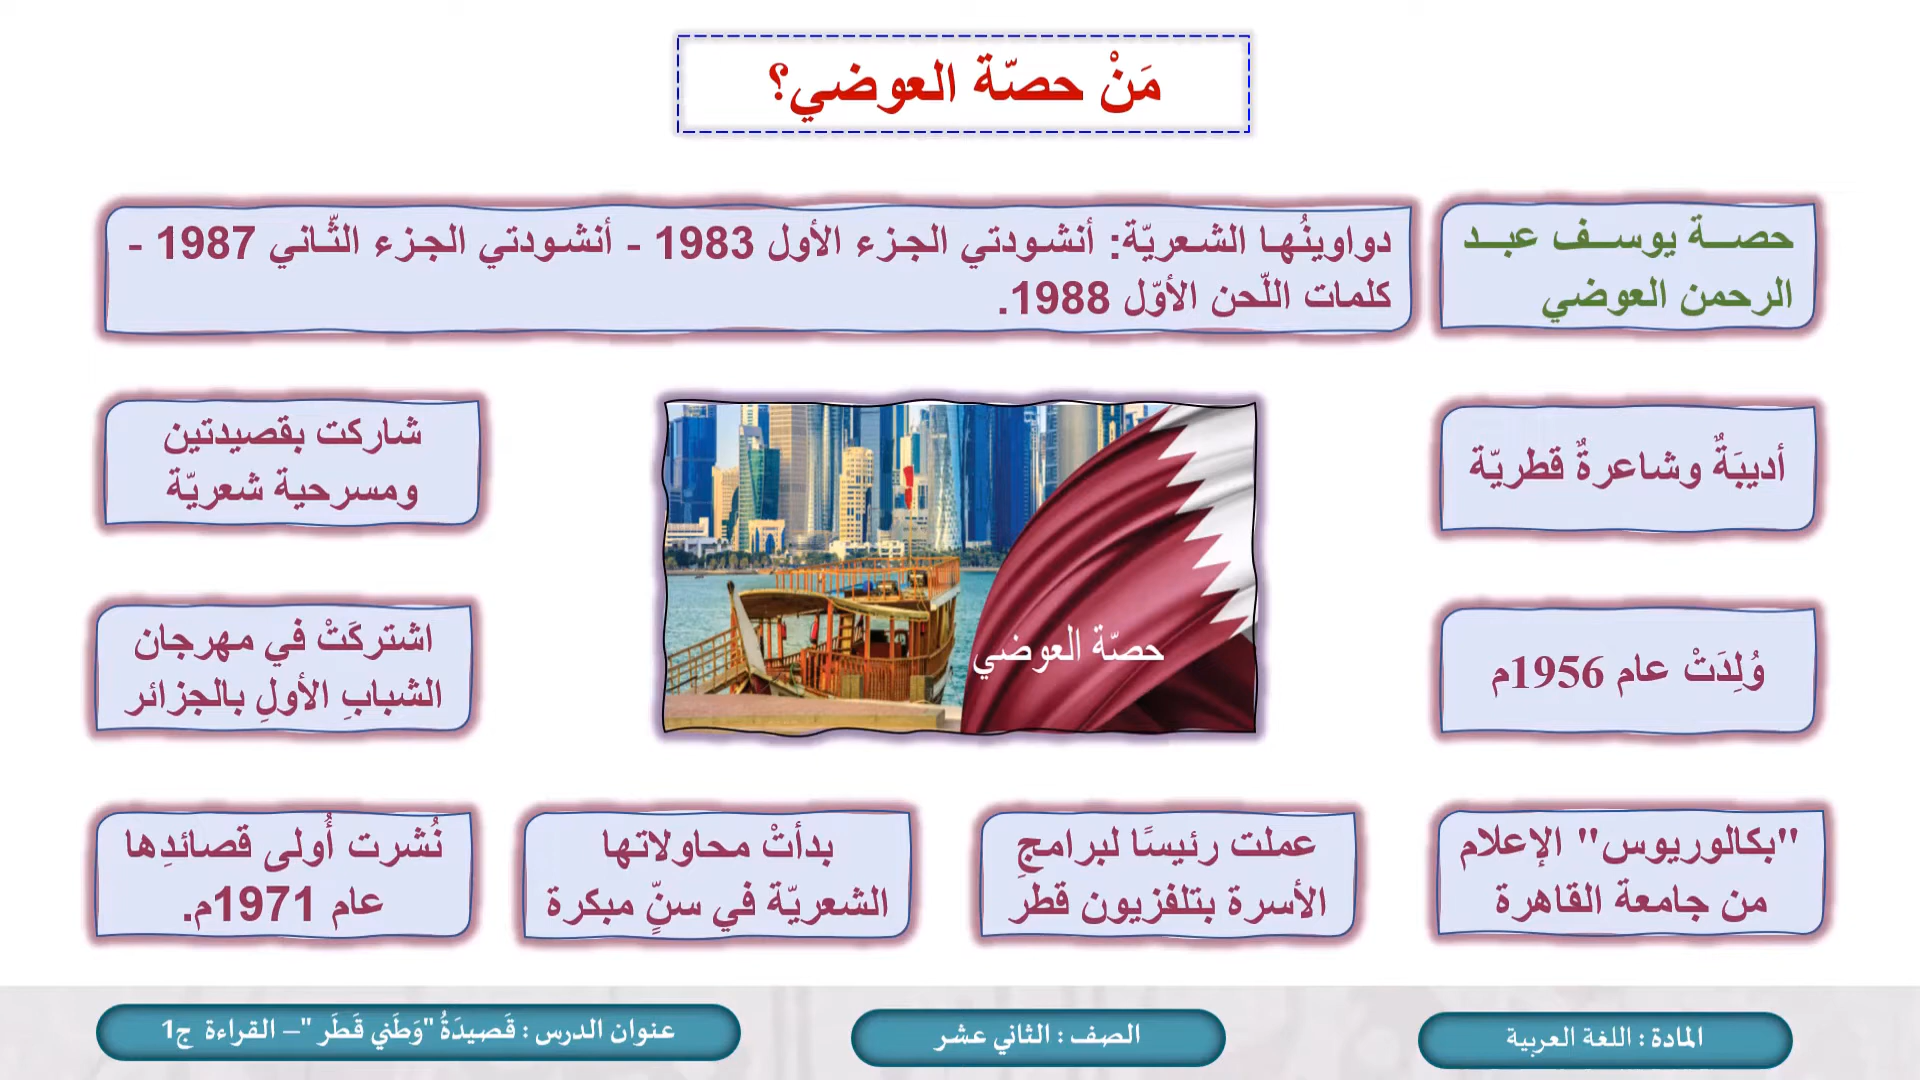 مَنْ حصّة العوضي؟
حصة يوسف عبد
الرحمن العوضي
دواوينُها الشعريّة: أنشودتي الجزء الأول 1983 - أنشودتي الجزء الثّاني 1987 -
كلمات اللّحن الأوّل 1988.
أديبَةٌ وشاعرةٌ قطريّة
وُلِدَتْ عام 1956م
"بكالوريوس" الإعلام
من جامعة القاهرة
عملت رئيسًا لبرامجِ
الأسرة بتلفزيون قطر
بدأتْ محاولاتها
الشعريّة في سنٍّ مبكرة
نُشرت أُولى قصائدِها
عام 1971م.
اشتركَتْ في مهرجان
الشبابِ الأولِ بالجزائر
شاركت بقصيدتين
ومسرحية شعريّة
حصّة العوضي
المادة : اللغة العربية
الصف : الثاني عشر
عنوان الدرس : قَصيدَةُ "وَطَني قَطَر "– القراءة ج1